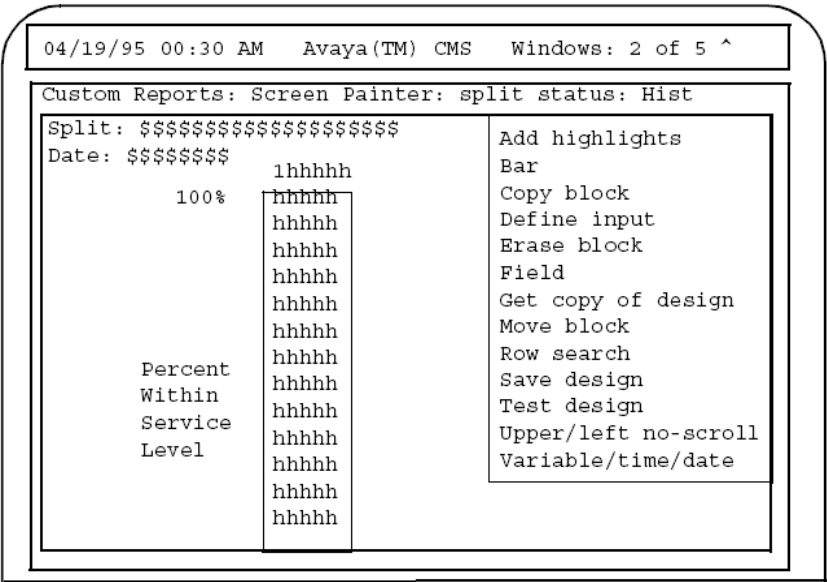 04/19/95 00:30 AM Avaya(TM) CMS Windows: 2 of 5 ^
Custom Reports: Screen Painter: split status: Hist
Split: $$$$$$$$$$$$$$$$$$$$
Date: $$$$$$$$
1hhhhh
100% hhhhh
hhhhh
hhhhh
hhhhh
hhhhh
hhhhh
hhhhh
hhhhh
hhhhh
hhhhh
hhhhh
hhhhh
hhhhh
Percent
Within
Service
Level
Add highlights
Bar
Copy block
Define input
Erase block
Field
Get copy of design
Move block
Row search
Save design
Test design
Upper/left no-scroll
Variable/time/date